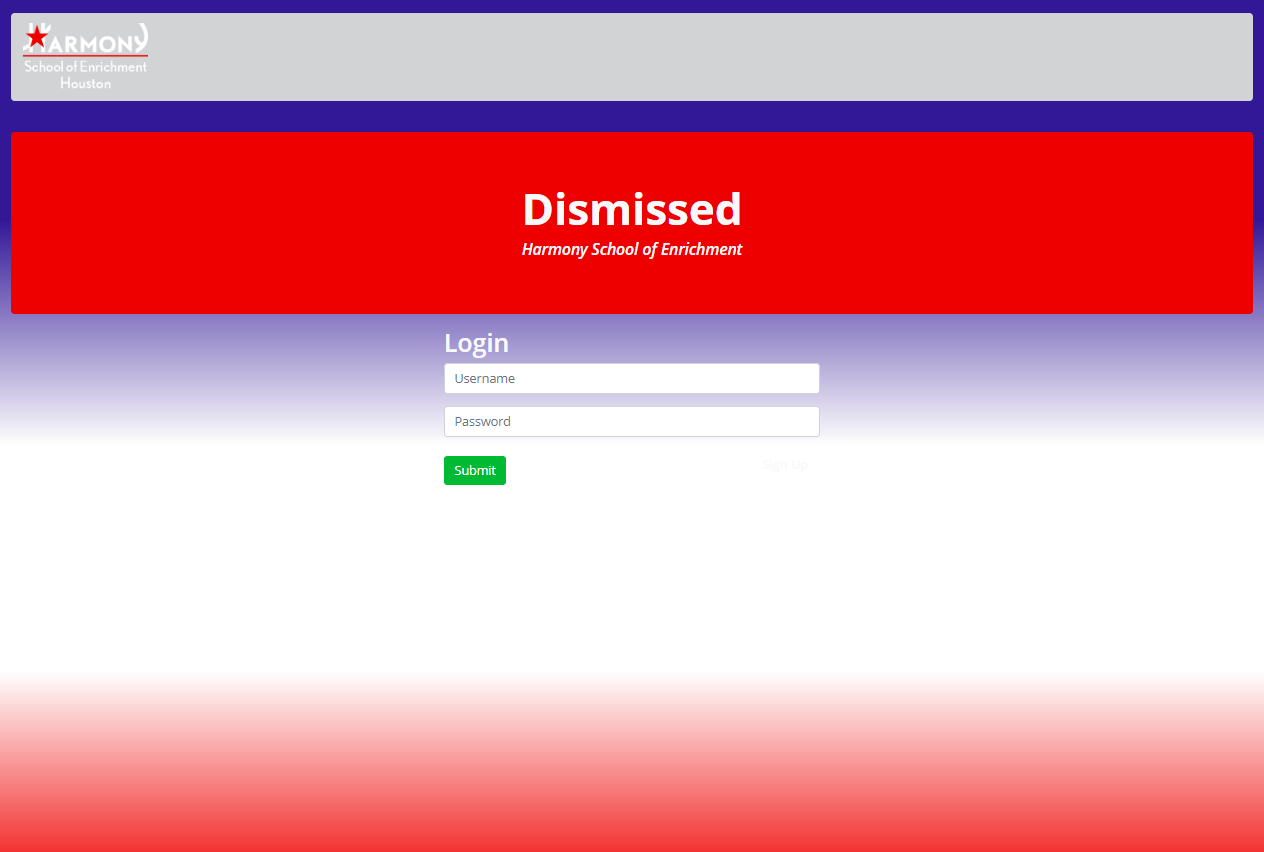 HARMONY
School of Enrichment
Houston
Dismissed
Harmony School of Enrichment
Login
Username
Password
Submit
Sign Up